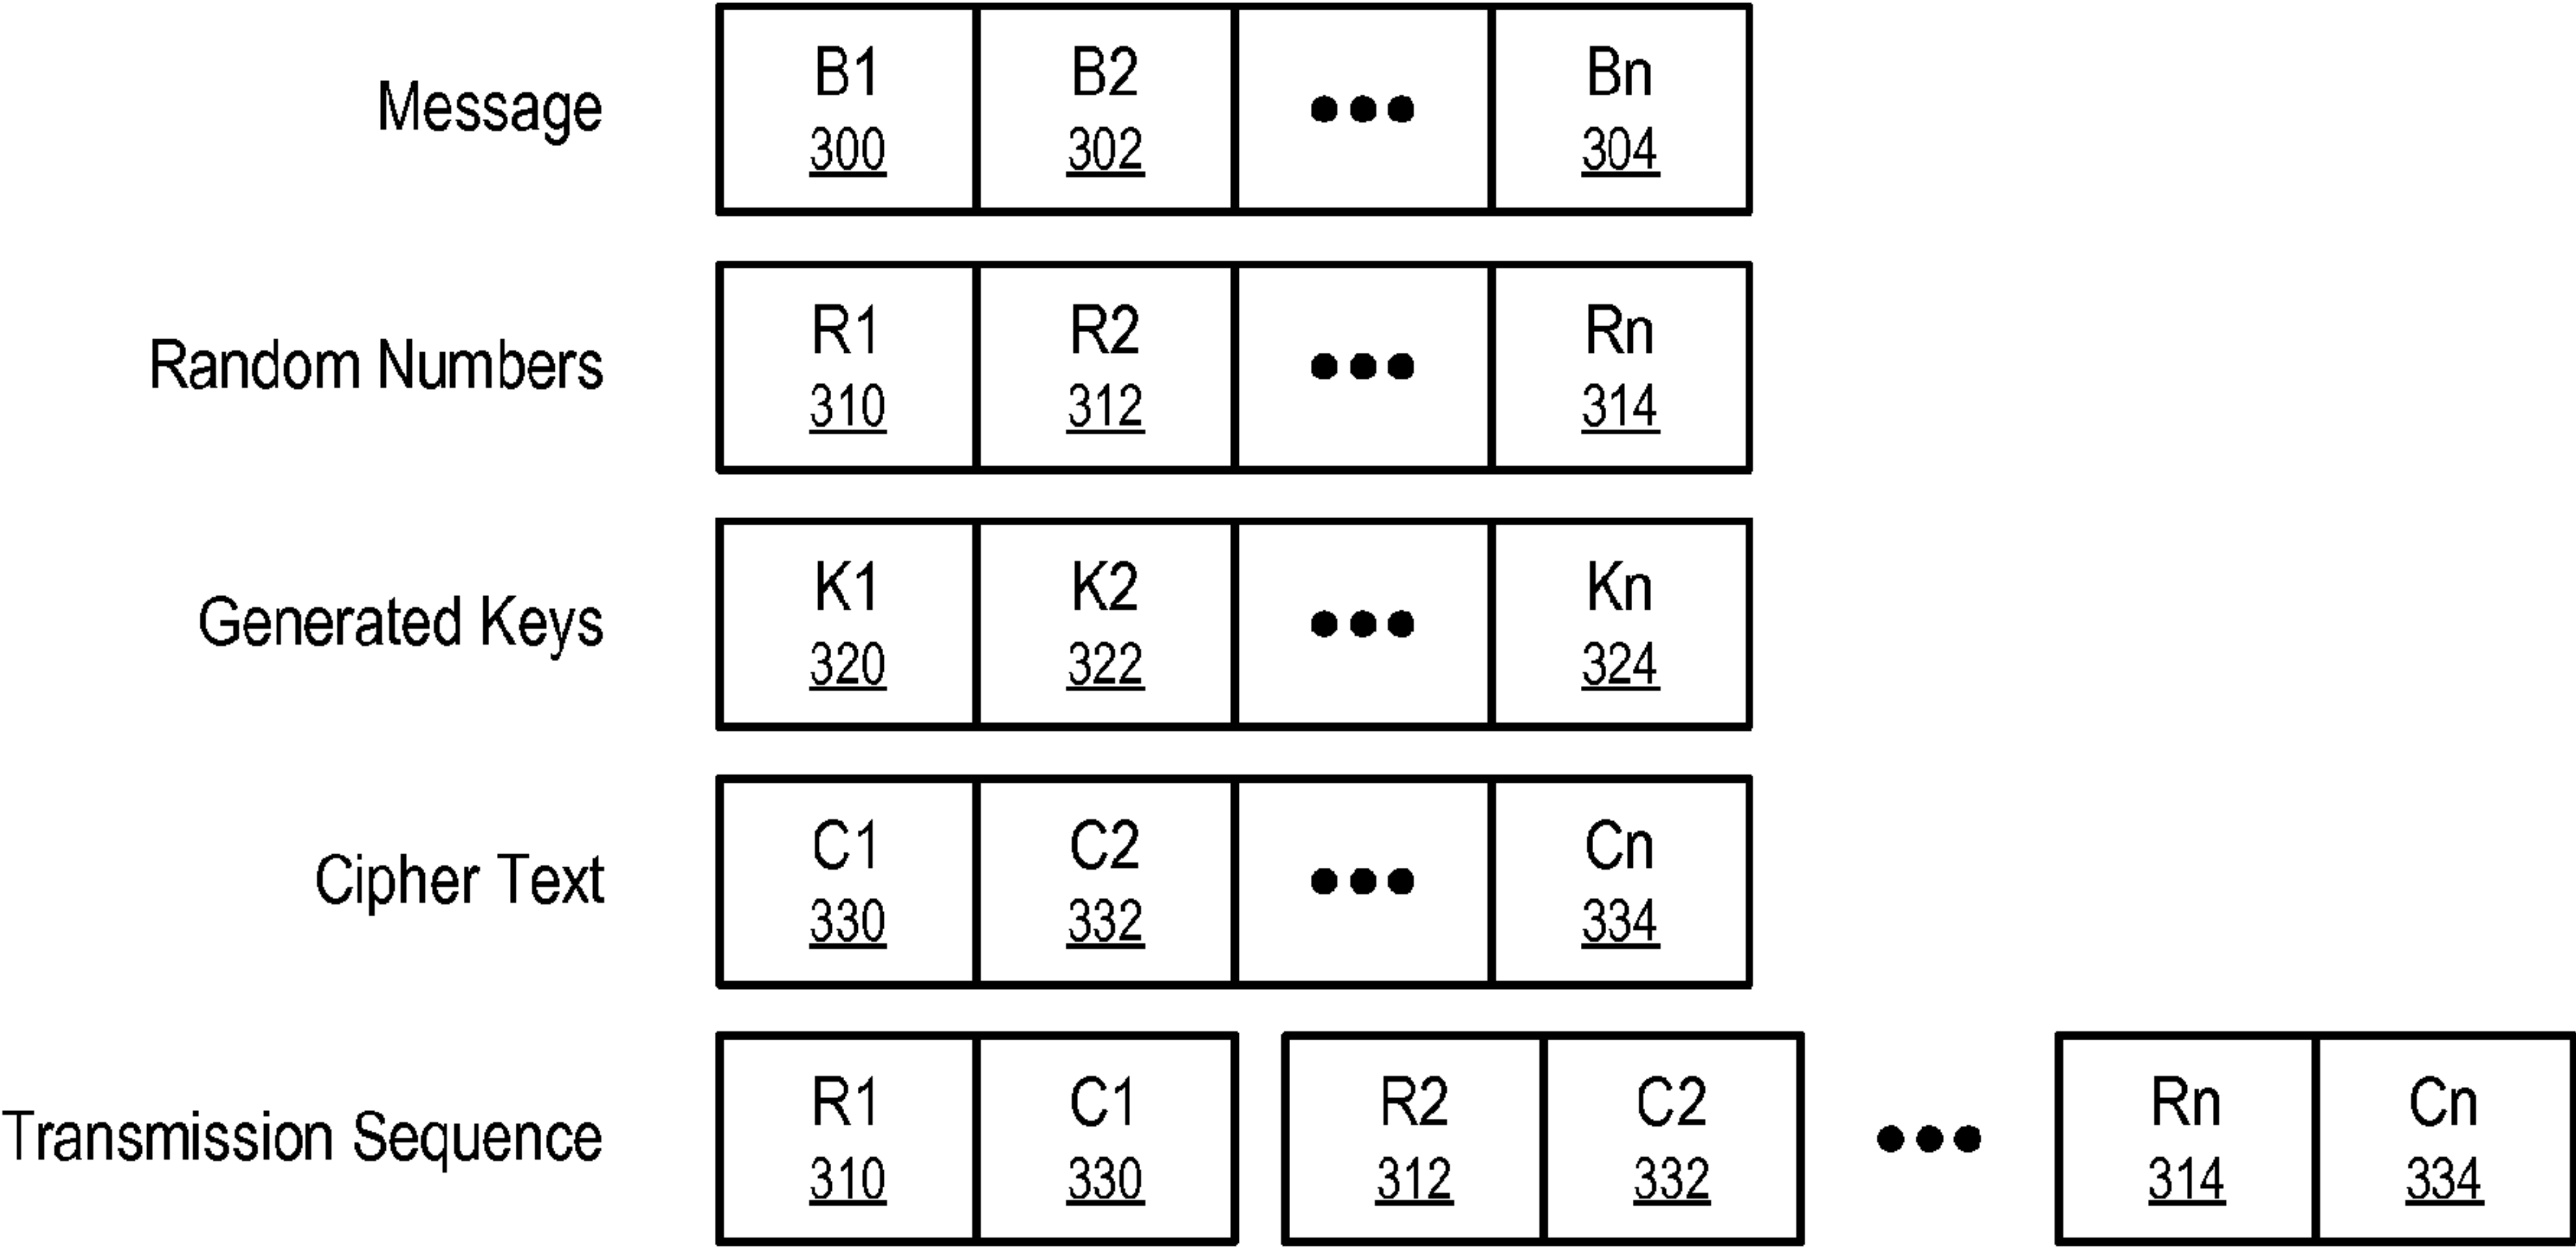 Message B1 B2 ••• Bn
300 302 304
Random Numbers R1 R2 ••• Rn
310 312 314
Generated Keys K1 K2 ••• Kn
320 322 324
Cipher Text C1 C2 ••• Cn
330 332 334
Transmission Sequence R1 C1 R2 C2 ••• Rn Cn
310 330 312 332 314 334